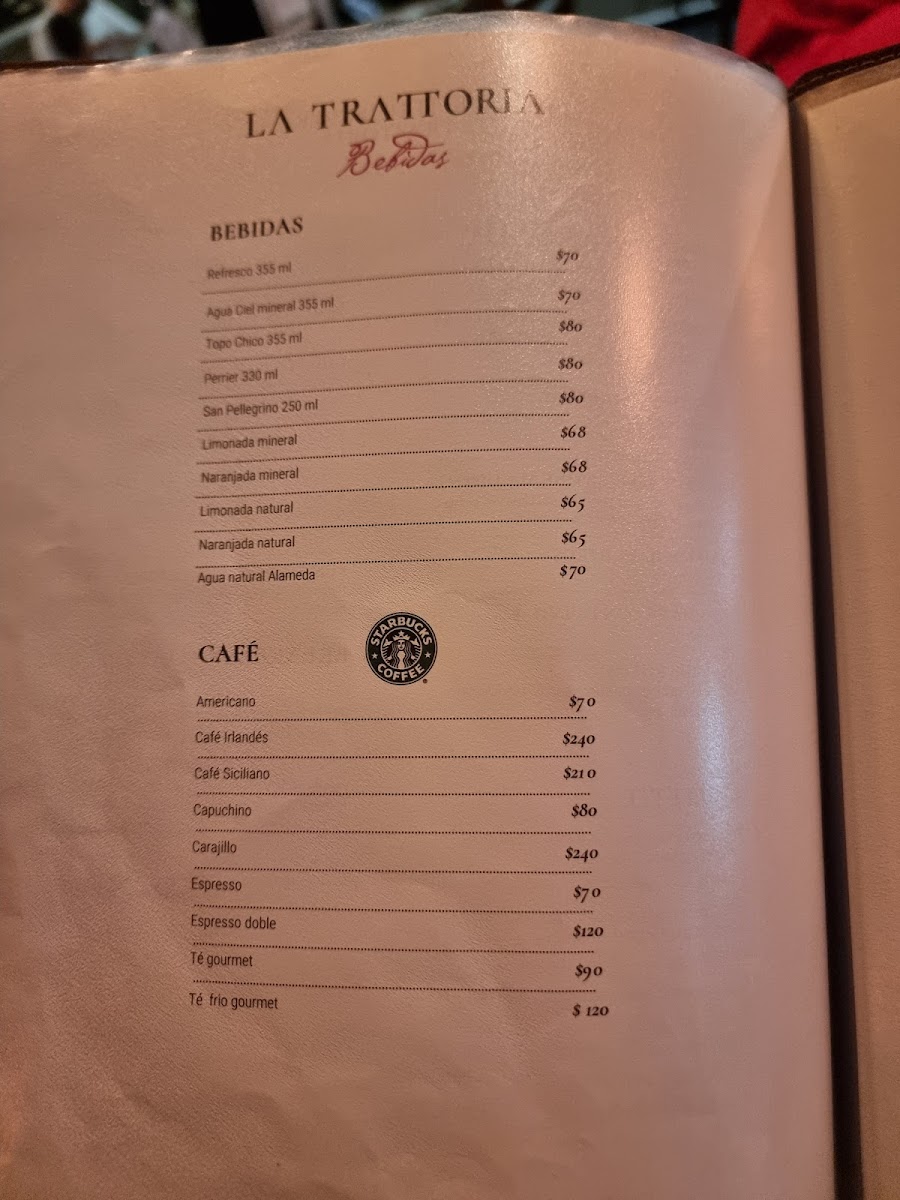 LA TRATTORIA
Bebidas
BEBIDAS
Refresco 355 ml $70
Agua Ciel mineral 355 ml $70
Topo Chico 355 ml $80
Perrier 330 ml $80
San Pellegrino 250 ml $80
Limonada mineral $68
Naranjada mineral $68
Limonada natural $65
Naranjada natural $65
Agua natural Alameda $70
CAFÉ
STARBUCKS
COFFEE
Americano $70
Café Irlandés $240
Café Siciliano $210
Capuchino $80
Carajillo $240
Espresso $70
Espresso doble $120
Té gourmet $90
Té frio gourmet $ 120